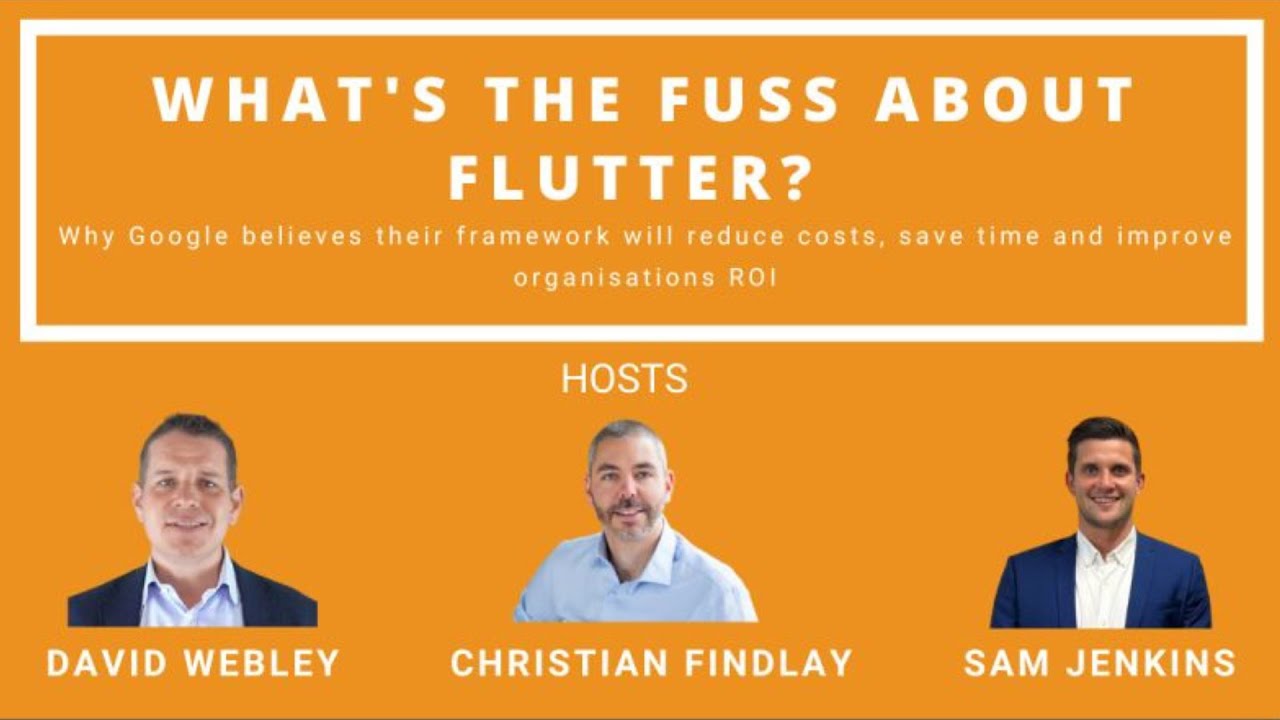 WHAT'S THE FUSS ABOUT
FLUTTER?
Why Google believes their framework will reduce costs, save time and improve
organisations ROI
HOSTS
DAVID WEBLEY
CHRISTIAN FINDLAY
SAM JENKINS